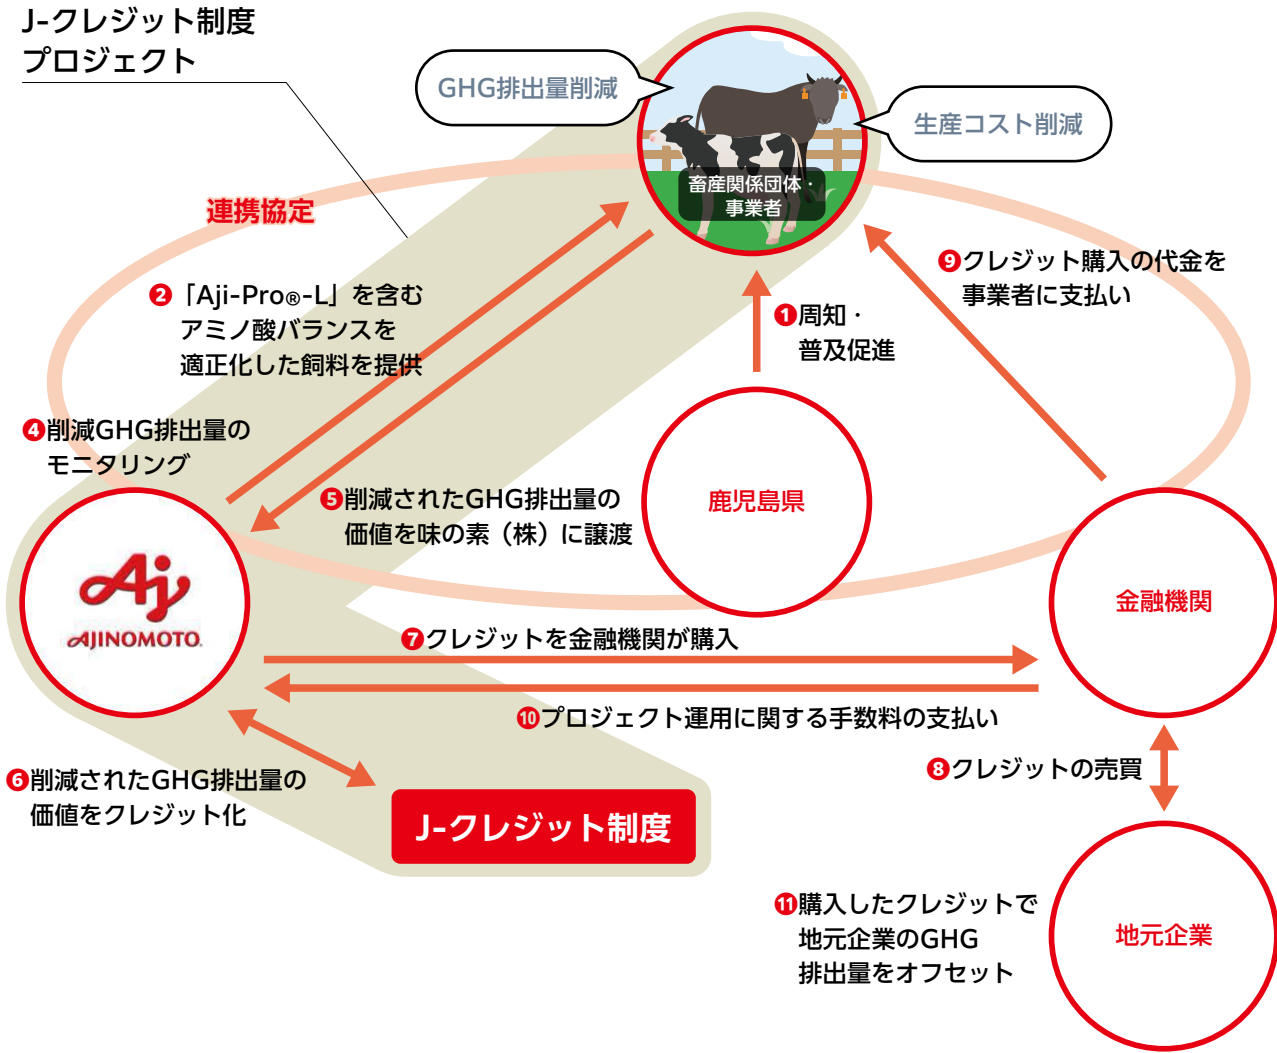 J-クレジット制度
プロジェクト
GHG排出量削減
生産コスト削減
畜産関係団体・
事業者
連携協定
❾クレジット購入の代金を
事業者に支払い
❷「Aji-Pro®-L」を含む
アミノ酸バランスを
適正化した飼料を提供
❶周知・
普及促進
❹削減GHG排出量の
モニタリング
❺削減されたGHG排出量の
価値を味の素（株）に譲渡
鹿児島県
Aj
AJINOMOTO.
金融機関
❼クレジットを金融機関が購入
❿プロジェクト運用に関する手数料の支払い
❻削減されたGHG排出量の
価値をクレジット化
❽クレジットの売買
J-クレジット制度
⓫購入したクレジットで
地元企業のGHG
排出量をオフセット
地元企業